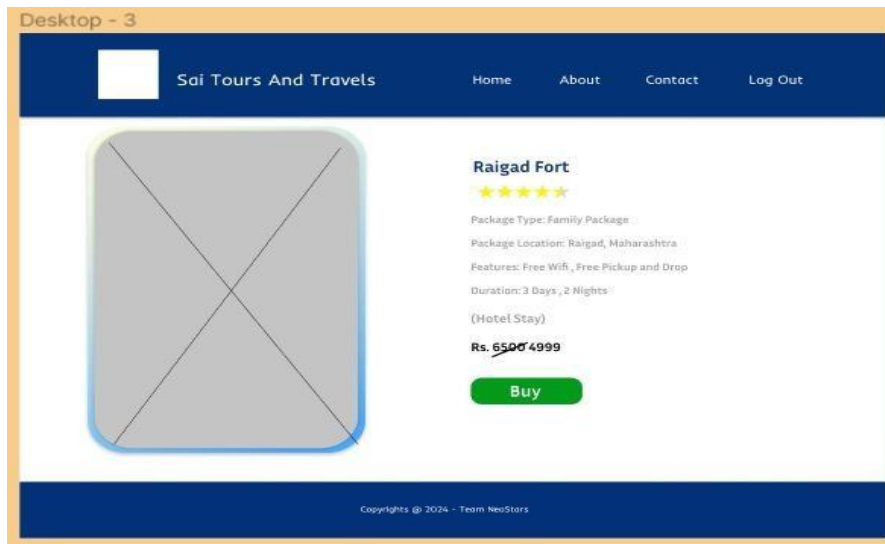 Desktop - 3
Sai Tours And Travels Home About Contact Log Out
Raigad Fort
Package Type: Family Package
Package Location: Raigad, Maharashtra
Features: Free Wifi , Free Pickup and Drop
Duration: 3 Days , 2 Nights
(Hotel Stay)
Rs. 6500 4999
Buy
Copyrights @ 2024 - Team NeoStars